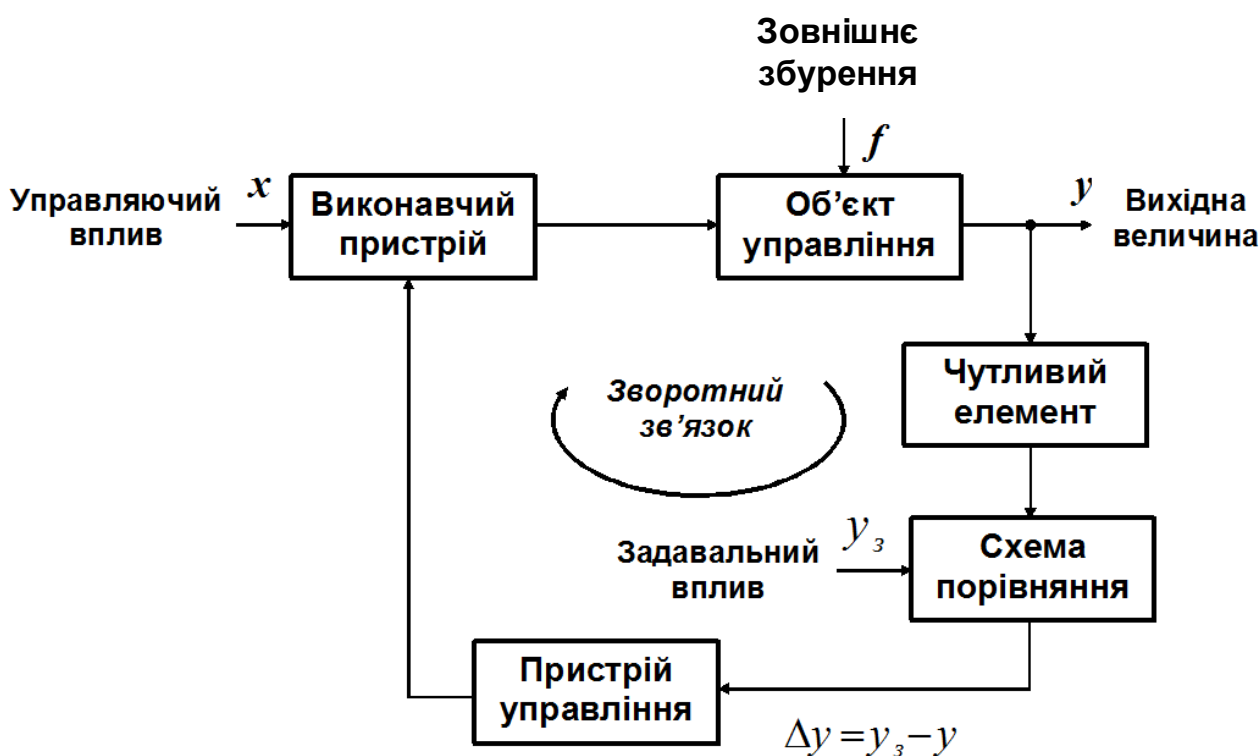 Зовнішнє
збурення
f
Управляючий
вплив
x
Виконавчий
пристрій
Об’єкт
управління
y
Вихідна
величина
Чутливий
елемент
Зворотний
зв’язок
Задавальний
вплив
y_з
Схема
порівняння
Пристрій
управління
Δy = y_з − y